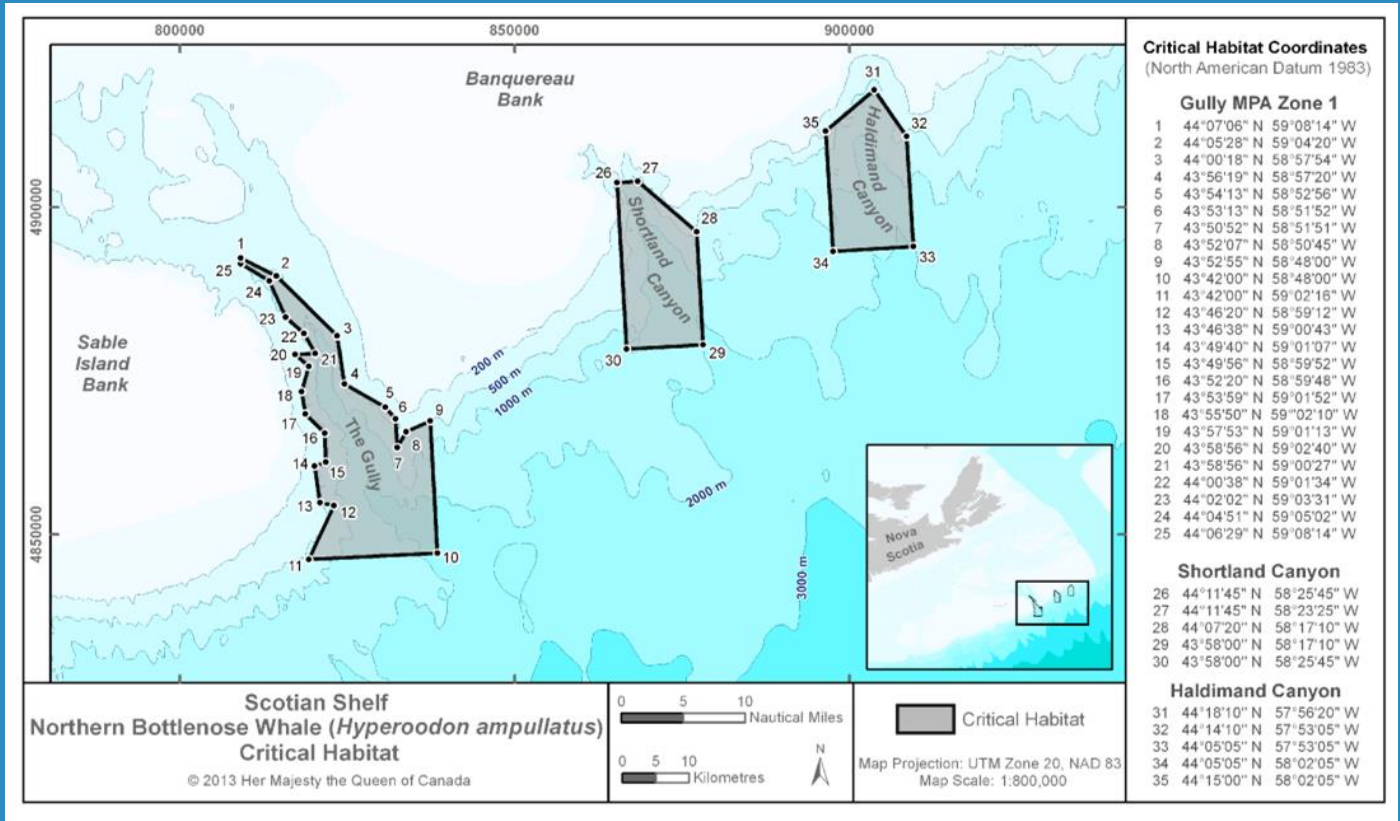 800000
850000
900000
4900000
4850000
Banquereau
Bank
Sable
Island
Bank
The Gully
Shortland Canyon
Haldimand Canyon
1
2
3
4
5
6
7
8
9
10
11
12
13
14
15
16
17
18
19
20
21
22
23
24
25
26
27
28
29
30
31
32
33
34
35
200 m
500 m
1000 m
2000 m
3000 m
Nova
Scotia
Critical Habitat Coordinates
(North American Datum 1983)
Gully MPA Zone 1
1 44°07'06" N 59°08'14" W
2 44°05'28" N 59°04'20" W
3 44°00'18" N 58°57'54" W
4 43°56'19" N 58°57'20" W
5 43°54'13" N 58°52'56" W
6 43°53'13" N 58°51'52" W
7 43°50'52" N 58°51'51" W
8 43°52'07" N 58°50'45" W
9 43°52'55" N 58°48'00" W
10 43°42'00" N 58°48'00" W
11 43°42'00" N 59°02'16" W
12 43°46'20" N 58°59'12" W
13 43°46'38" N 59°00'43" W
14 43°49'40" N 59°01'07" W
15 43°49'56" N 58°59'52" W
16 43°52'20" N 58°59'48" W
17 43°53'59" N 59°01'52" W
18 43°55'50" N 59°02'10" W
19 43°57'53" N 59°01'13" W
20 43°58'56" N 59°02'40" W
21 43°58'56" N 59°00'27" W
22 44°00'38" N 59°01'34" W
23 44°02'02" N 59°03'31" W
24 44°04'51" N 59°05'02" W
25 44°06'29" N 59°08'14" W
Shortland Canyon
26 44°11'45" N 58°25'45" W
27 44°11'45" N 58°23'25" W
28 44°07'20" N 58°17'10" W
29 43°58'00" N 58°17'10" W
30 43°58'00" N 58°25'45" W
Haldimand Canyon
31 44°18'10" N 57°56'20" W
32 44°14'10" N 57°53'05" W
33 44°05'05" N 57°53'05" W
34 44°05'05" N 58°02'05" W
35 44°15'00" N 58°02'05" W
Scotian Shelf
Northern Bottlenose Whale (Hyperoodon ampullatus)
Critical Habitat
© 2013 Her Majesty the Queen of Canada
0 5 10
Nautical Miles
0 5 10
Kilometres
N
Critical Habitat
Map Projection: UTM Zone 20, NAD 83
Map Scale: 1:800,000